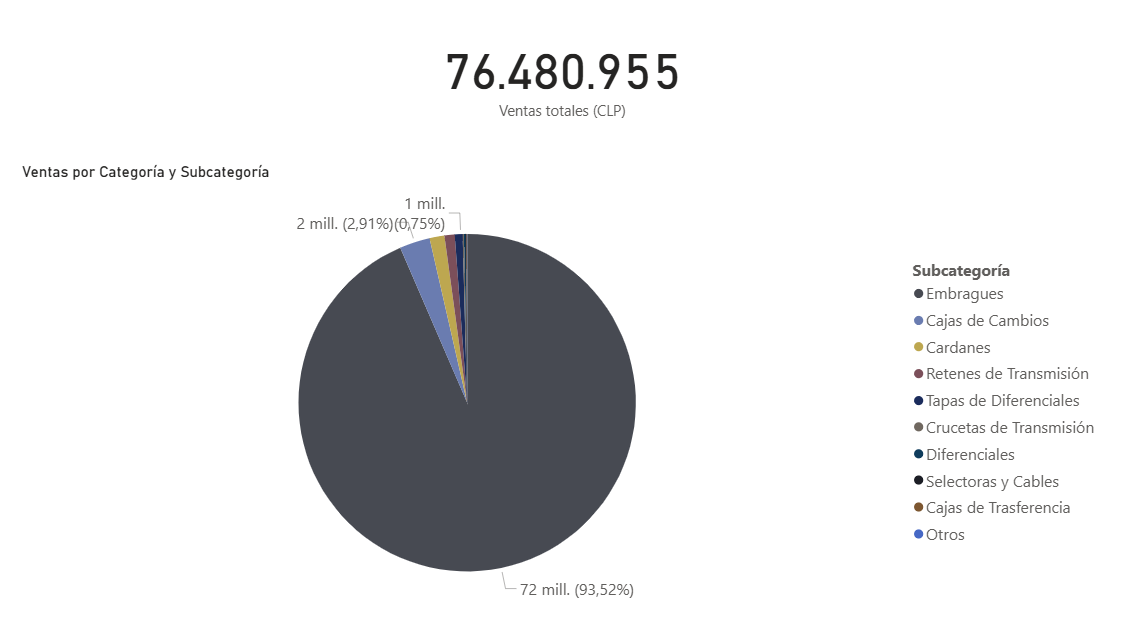 76.480.955
Ventas totales (CLP)
Ventas por Categoría y Subcategoría
1 mill.
(0,75%)
2 mill. (2,91%)
72 mill. (93,52%)
Subcategoría
Embragues
Cajas de Cambios
Cardanes
Retenes de Transmisión
Tapas de Diferenciales
Crucetas de Transmisión
Diferenciales
Selectoras y Cables
Cajas de Trasferencia
Otros